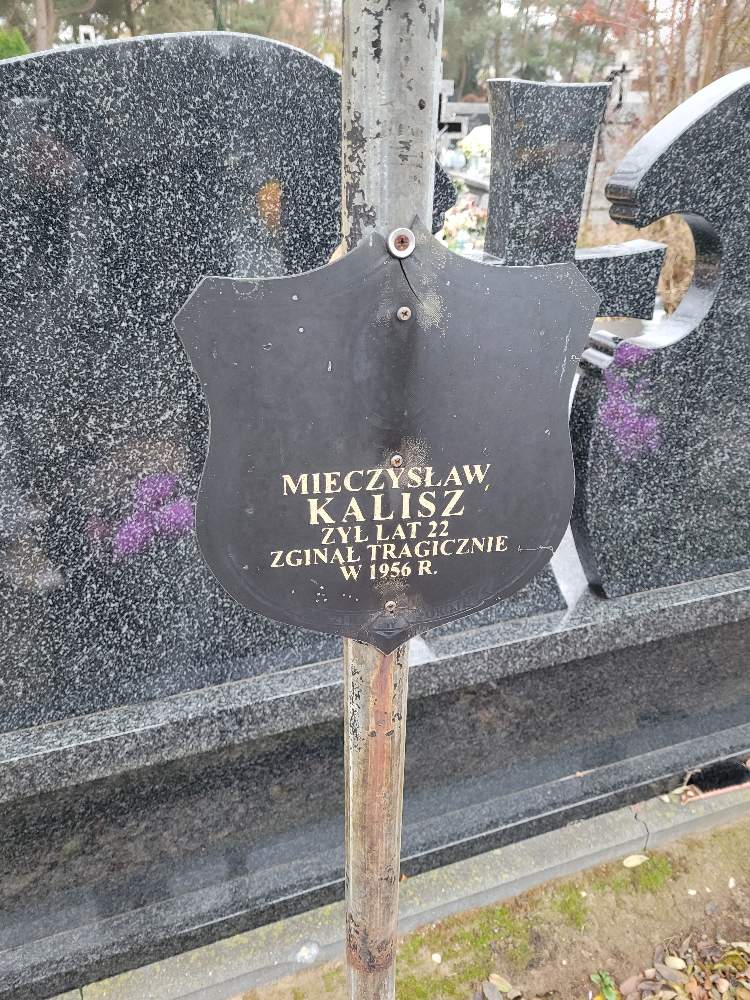 MIECZYSŁAW
KALISZ
ŻYŁ LAT 22
ZGINĄŁ TRAGICZNIE
W 1956 R.